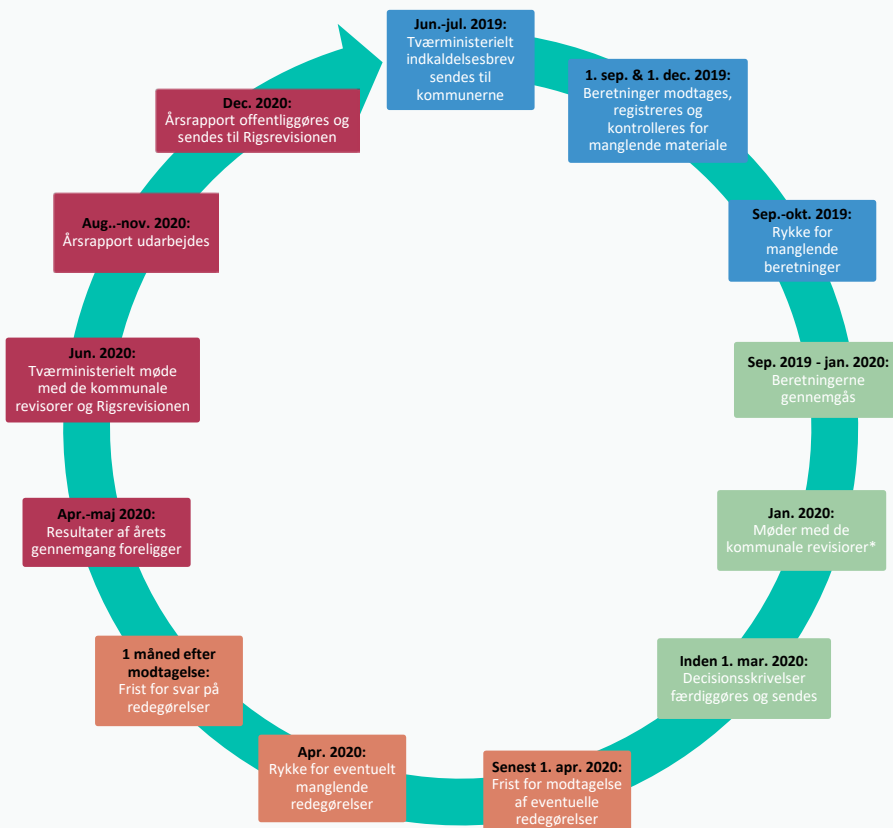 Jun.-jul. 2019:
Tværministerielt
indkaldelsesbrev
sendes til
kommunerne
1. sep. & 1. dec. 2019:
Beretninger modtages,
registreres og
kontrolleres for
manglende materiale
Sep.-okt. 2019:
Rykke for
manglende
beretninger
Sep. 2019 - jan. 2020:
Beretningerne
gennemgås
Jan. 2020:
Møder med de
kommunale revisiorer*
Inden 1. mar. 2020:
Decisionsskrivelser
færdiggøres og sendes
Senest 1. apr. 2020:
Frist for modtagelse
af eventuelle
redegørelser
Apr. 2020:
Rykke for eventuelt
manglende
redegørelser
1 måned efter
modtagelse:
Frist for svar på
redegørelser
Apr.-maj 2020:
Resultater af årets
gennemgang foreligger
Jun. 2020:
Tværministerielt møde
med de kommunale
revisorer og Rigsrevisionen
Aug..-nov. 2020:
Årsrapport udarbejdes
Dec. 2020:
Årsrapport offentliggøres og
sendes til Rigsrevisionen